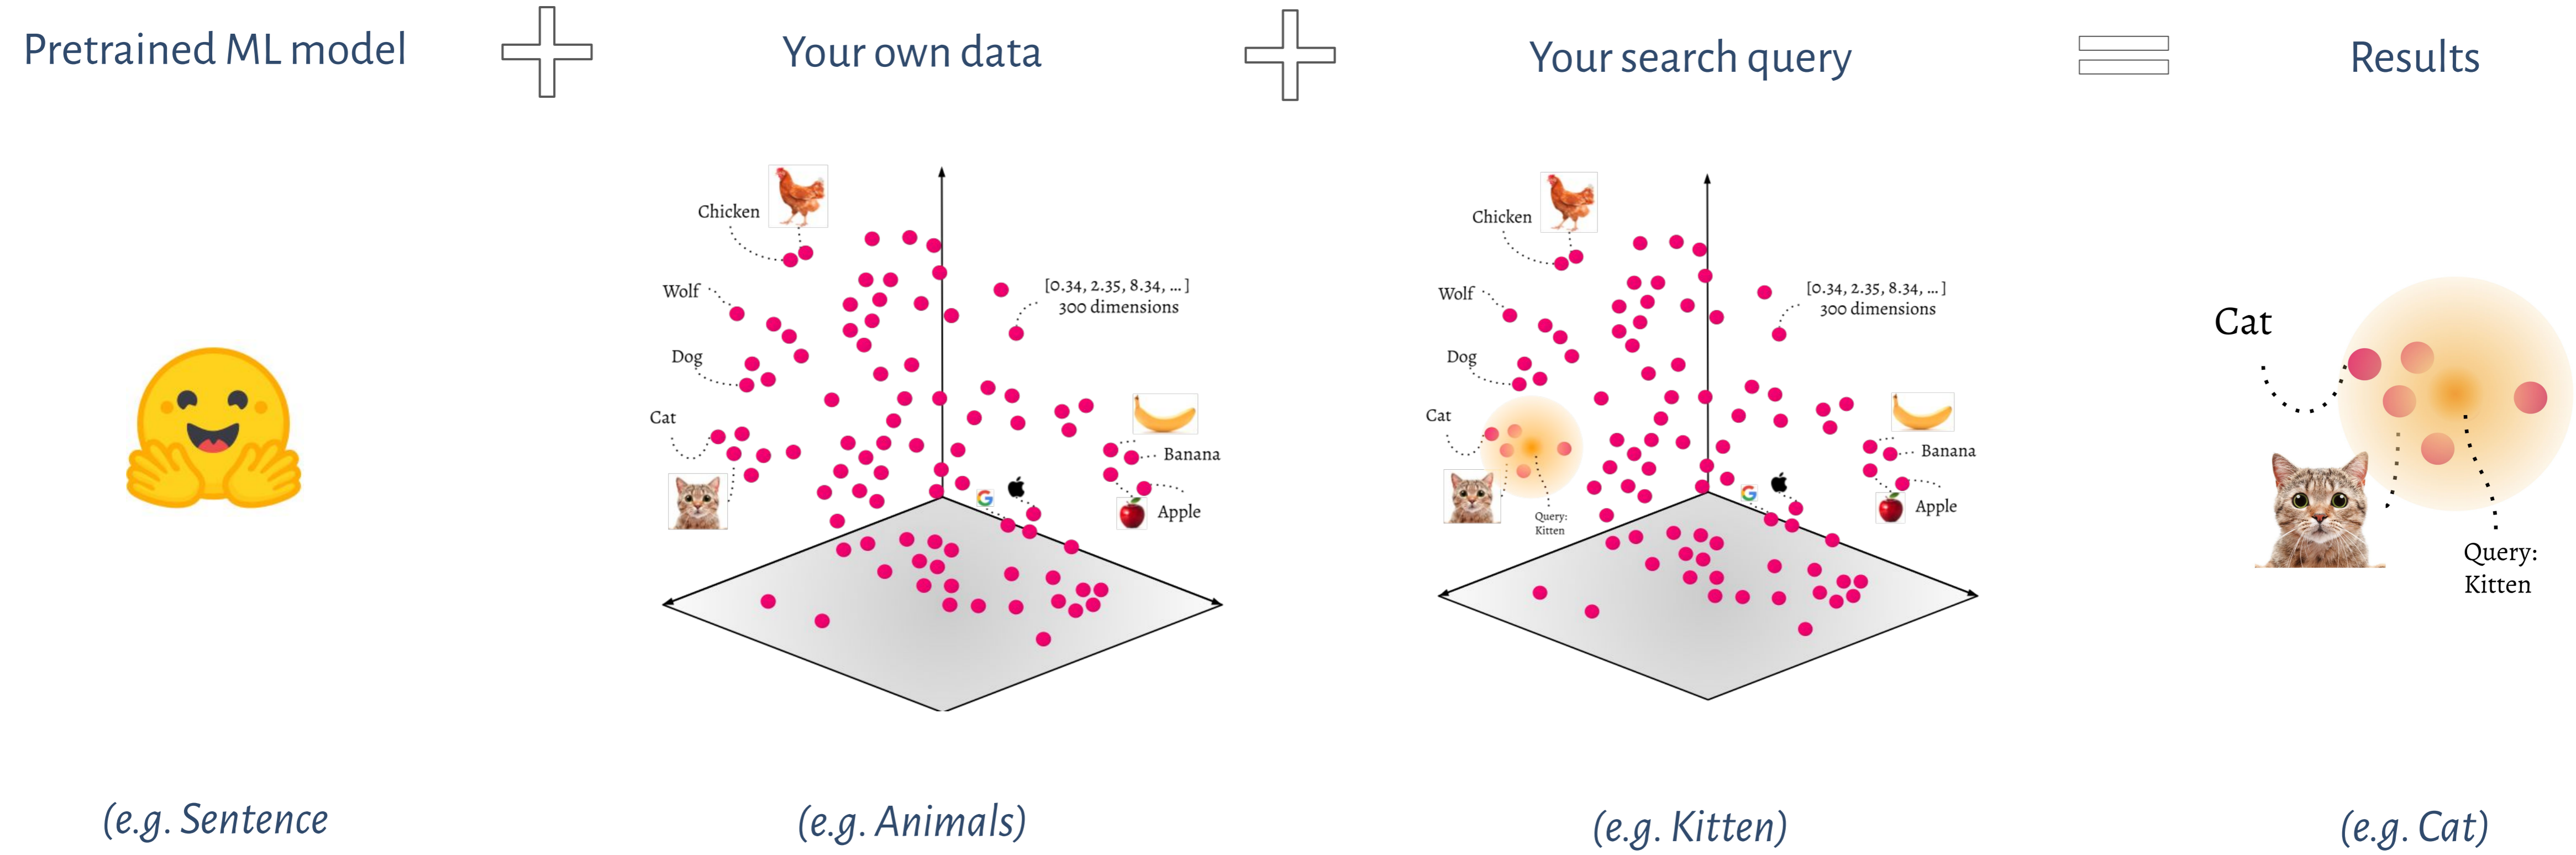 Pretrained ML model
Your own data
Your search query
Results
Chicken
Wolf
Dog
Cat
[0.34, 2.35, 8.34, ...]
300 dimensions
Banana
Apple
Chicken
Wolf
Dog
Cat
Query:
Kitten
[0.34, 2.35, 8.34, ...]
300 dimensions
Banana
Apple
Cat
Query:
Kitten
(e.g. Sentence
(e.g. Animals)
(e.g. Kitten)
(e.g. Cat)